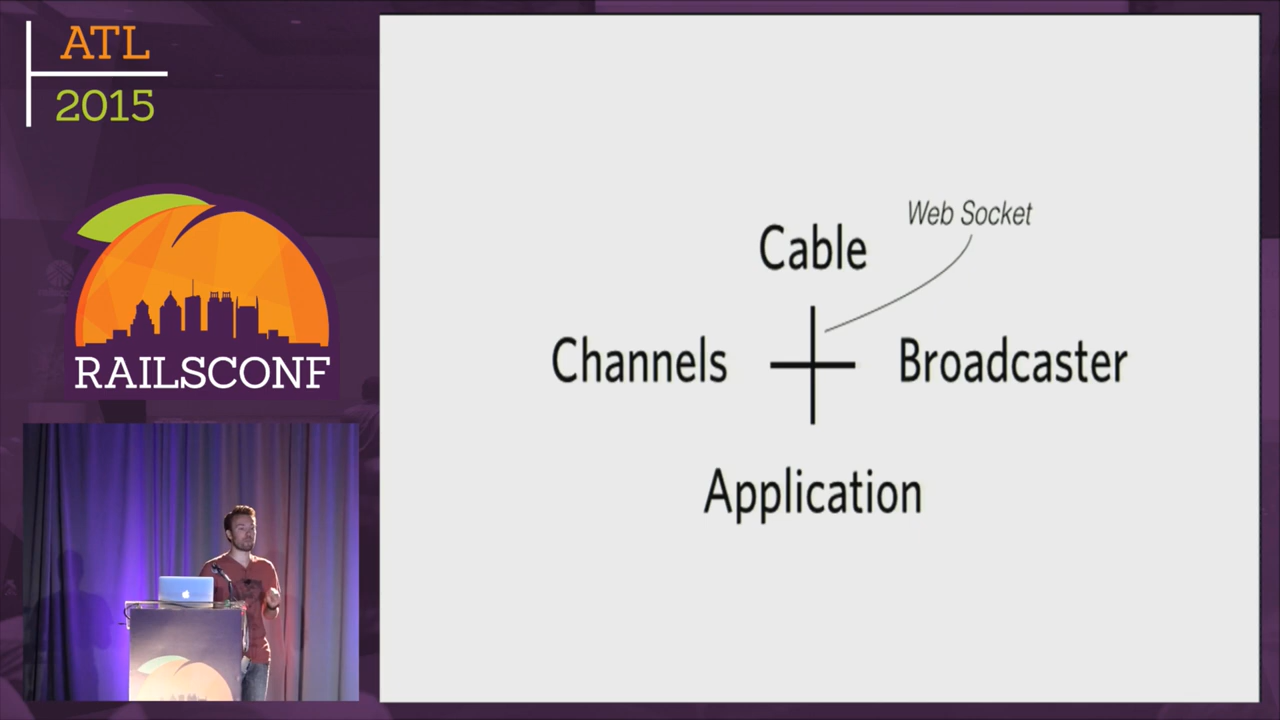 ATL
2015
RAILSCONF
Web Socket
Cable
Channels
Broadcaster
Application